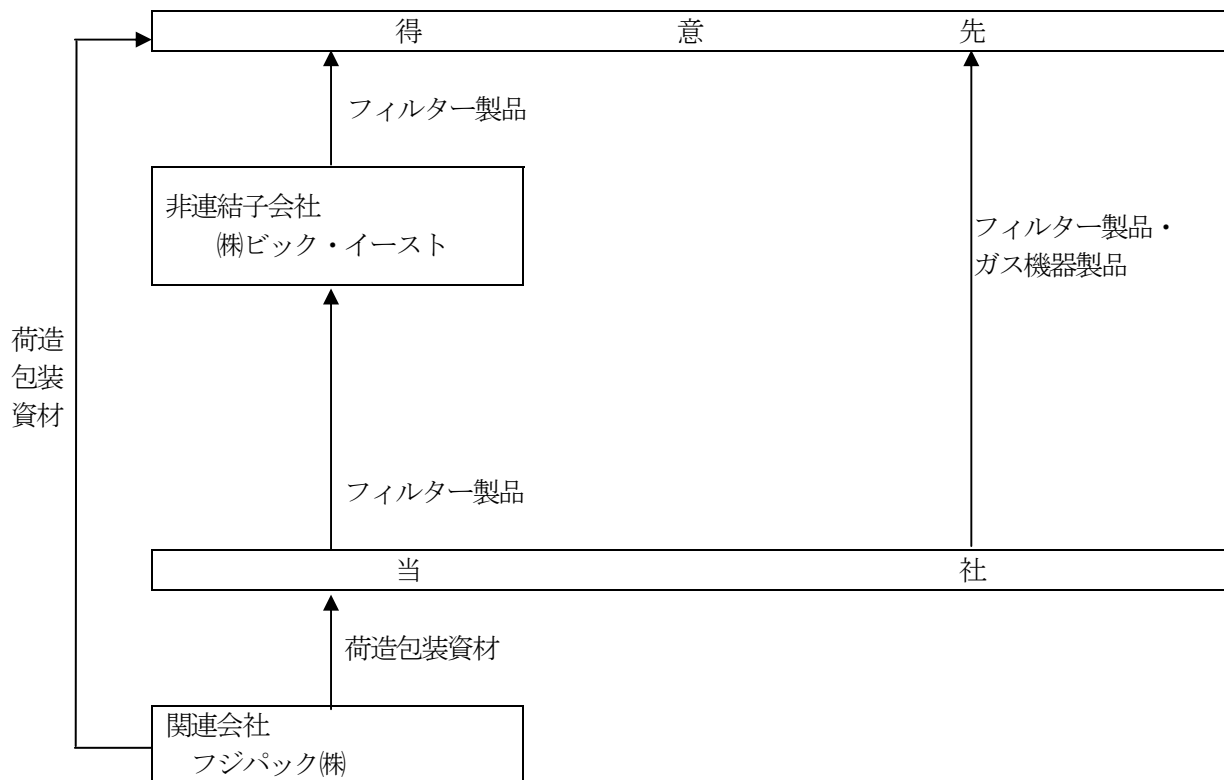 得意先
フィルター製品
非連結子会社
㈱ビック・イースト
フィルター製品・
ガス機器製品
荷造
包装
資材
フィルター製品
当社
荷造包装資材
関連会社
フジパック㈱